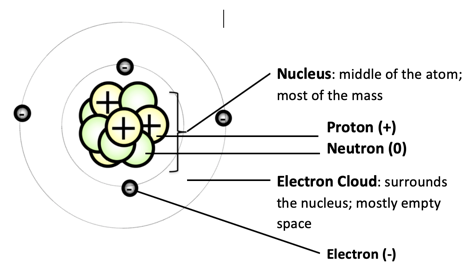 Nucleus: middle of the atom;
most of the mass
Proton (+)
Neutron (0)
Electron Cloud: surrounds
the nucleus; mostly empty
space
Electron (-)
+
+
+
-
-
-
-